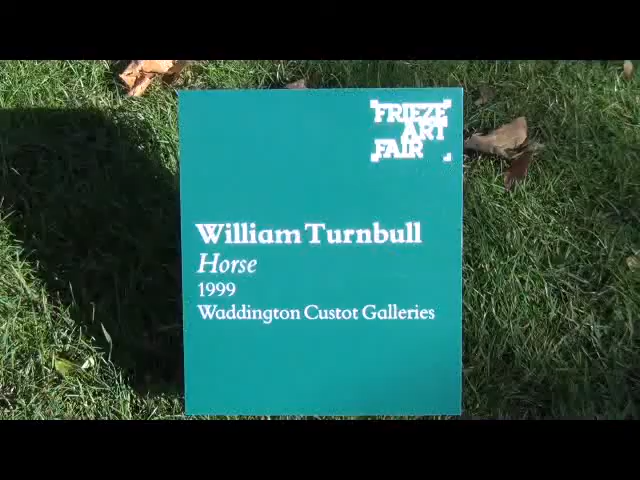 FRIEZE
ART
FAIR
William Turnbull
Horse
1999
Waddington Custot Galleries